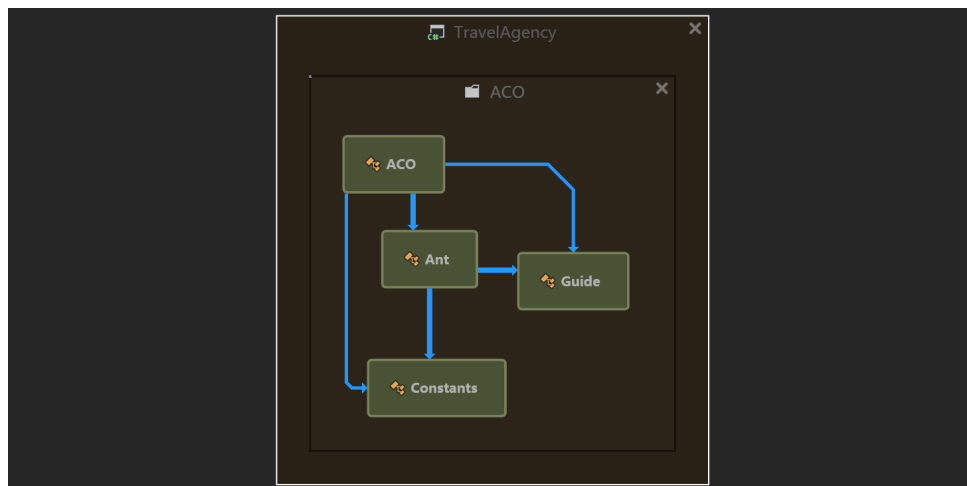 C# TravelAgency
ACO
ACO
Ant
Guide
Constants